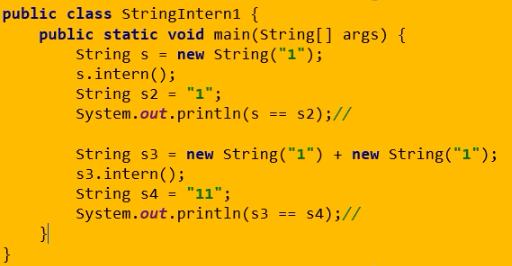 public class StringIntern1 {
    public static void main(String[] args) {
        String s = new String("1");
        s.intern();
        String s2 = "1";
        System.out.println(s == s2);//

        String s3 = new String("1") + new String("1");
        s3.intern();
        String s4 = "11";
        System.out.println(s3 == s4);//
    }
}